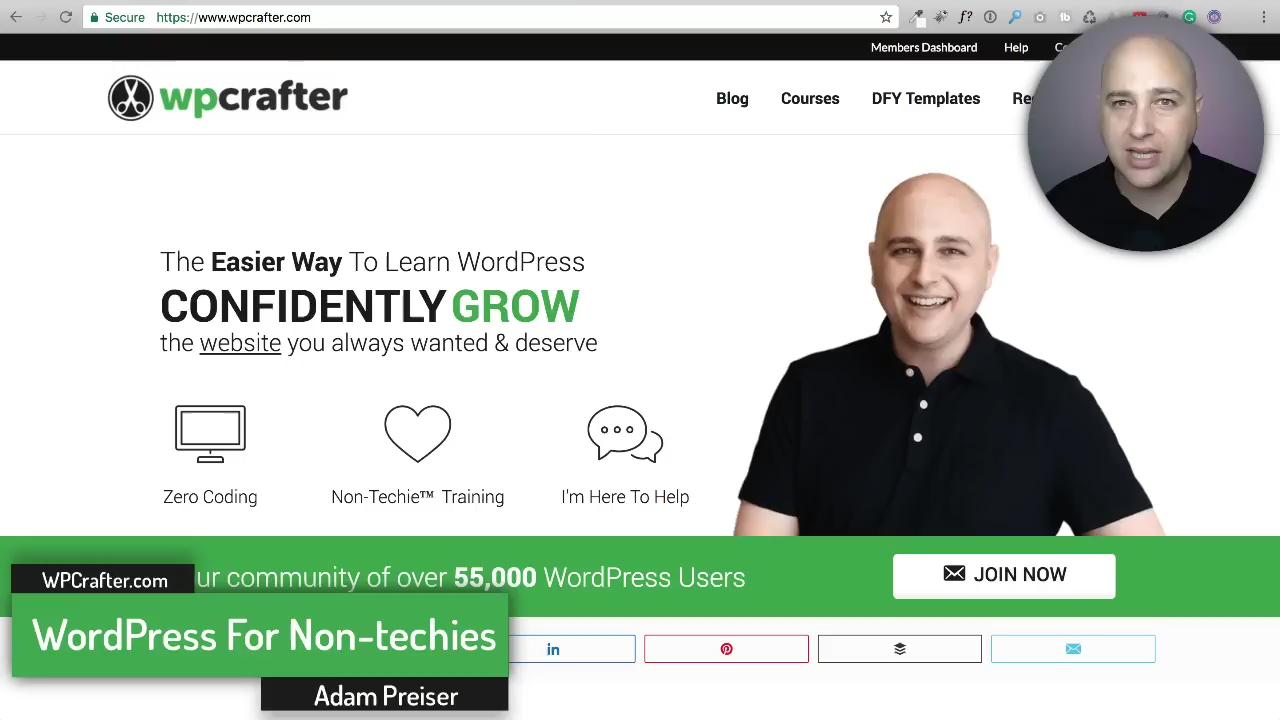 Secure https://www.wpcrafter.com
f?
Members Dashboard Help
wpcrafter
Blog Courses DFY Templates
The Easier Way To Learn WordPress
CONFIDENTLY GROW
the website you always wanted & deserve
Zero Coding Non-Techie™ Training I'm Here To Help
community of over 55,000 WordPress Users
JOIN NOW
WPCrafter.com
WordPress For Non-techies
Adam Preiser
in